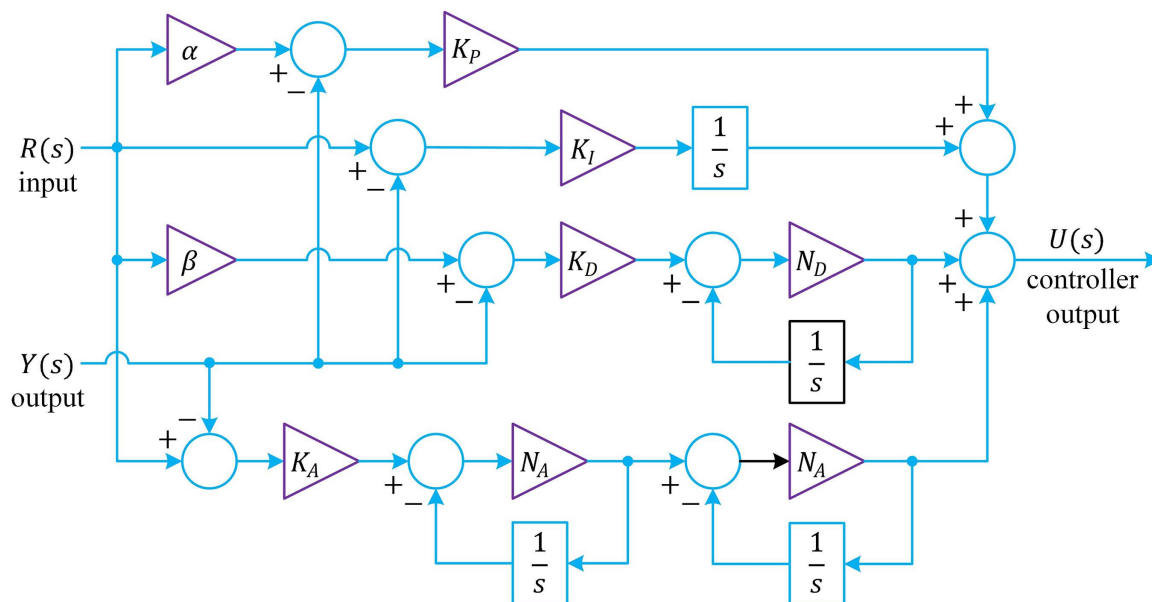 α
+
−
K_P
+
R(s)
input
+
−
K_I
1
s
+
β
+
−
K_D
+
−
N_D
+
+
+
U(s)
controller
output
1
s
Y(s)
output
−
+
K_A
+
−
N_A
+
−
N_A
1
s
1
s